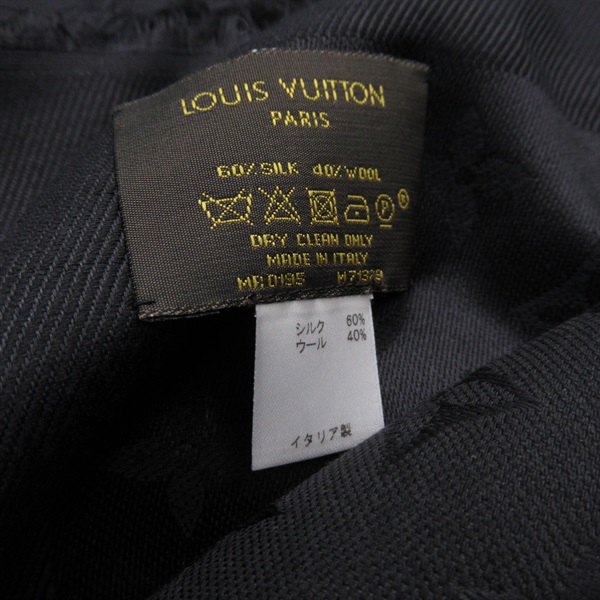 LOUIS VUITTON
PARIS
60% SILK 40% WOOL
P ®
DRY CLEAN ONLY
MADE IN ITALY
MR0195 M71329
シルク 60%
ウール 40%
イタリア製